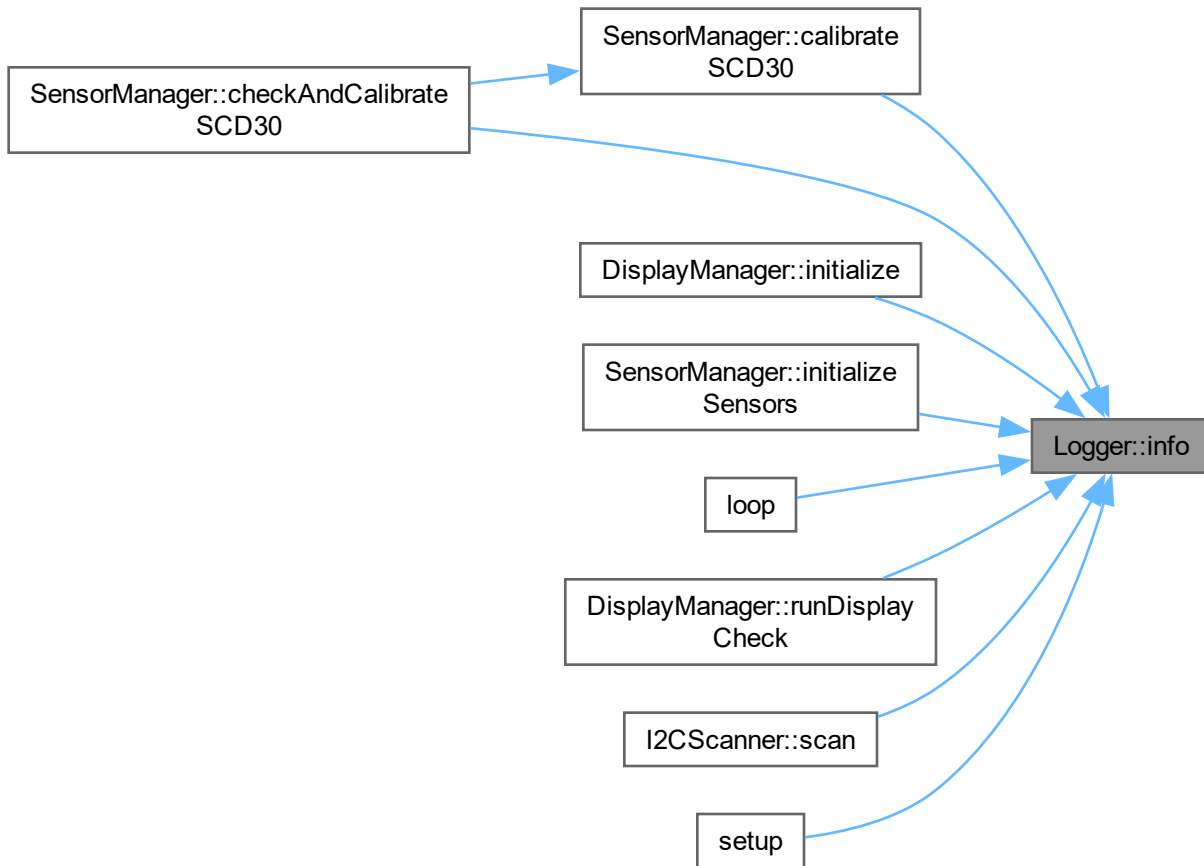 SensorManager::calibrate
SCD30
SensorManager::checkAndCalibrate
SCD30
DisplayManager::initialize
SensorManager::initialize
Sensors
Logger::info
loop
DisplayManager::runDisplay
Check
I2CScanner::scan
setup